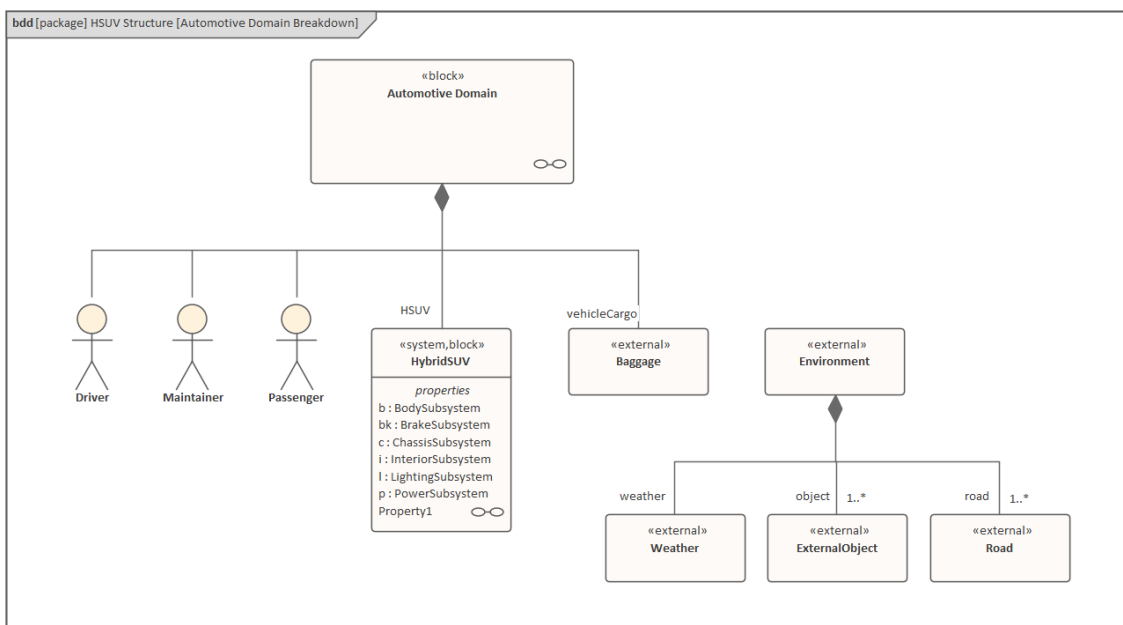 bdd [package] HSUV Structure [Automotive Domain Breakdown]
«block»
Automotive Domain
HSUV
vehicleCargo
Driver
Maintainer
Passenger
«system,block»
HybridSUV
properties
b : BodySubsystem
bk : BrakeSubsystem
c : ChassisSubsystem
i : InteriorSubsystem
l : LightingSubsystem
p : PowerSubsystem
Property1
«external»
Baggage
«external»
Environment
weather
object
1..*
road
1..*
«external»
Weather
«external»
ExternalObject
«external»
Road